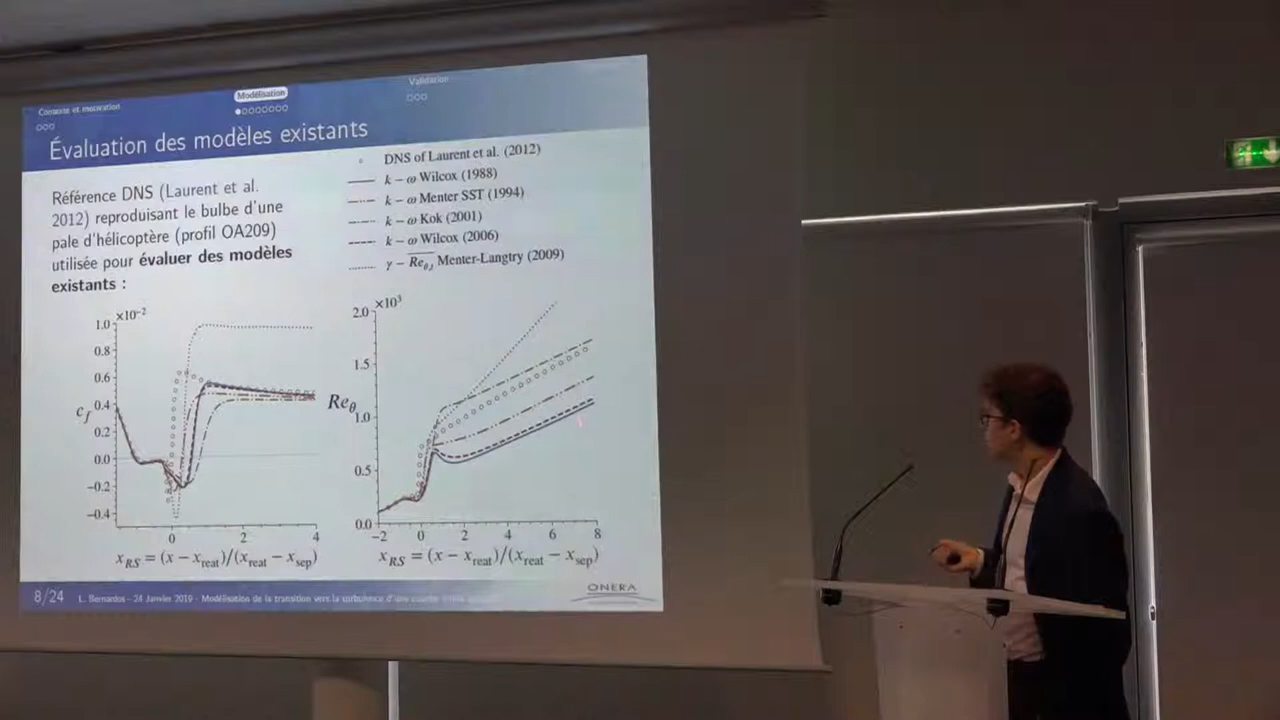 Contexte et motivation
Modélisation
Validation
Évaluation des modèles existants
Référence DNS (Laurent et al.
2012) reproduisant le bulbe d'une
pale d'hélicoptère (profil OA209)
utilisée pour évaluer des modèles
existants :
DNS of Laurent et al. (2012)
k − ω Wilcox (1988)
k − ω Menter SST (1994)
k − ω Kok (2001)
k − ω Wilcox (2006)
γ − Reθ,t Menter-Langtry (2009)
×10⁻²
1.0
0.8
0.6
0.4
0.2
0.0
−0.2
−0.4
c_f
0 2 4
x_RS = (x − x_reat)/(x_reat − x_sep)
×10³
2.0
1.5
1.0
0.5
0.0
Re_θ
−2 0 2 4 6 8
x_RS = (x − x_reat)/(x_reat − x_sep)
8/24
L. Bernardos – 24 Janvier 2019 – Modélisation de la transition vers la turbulence d'une couche
ONERA